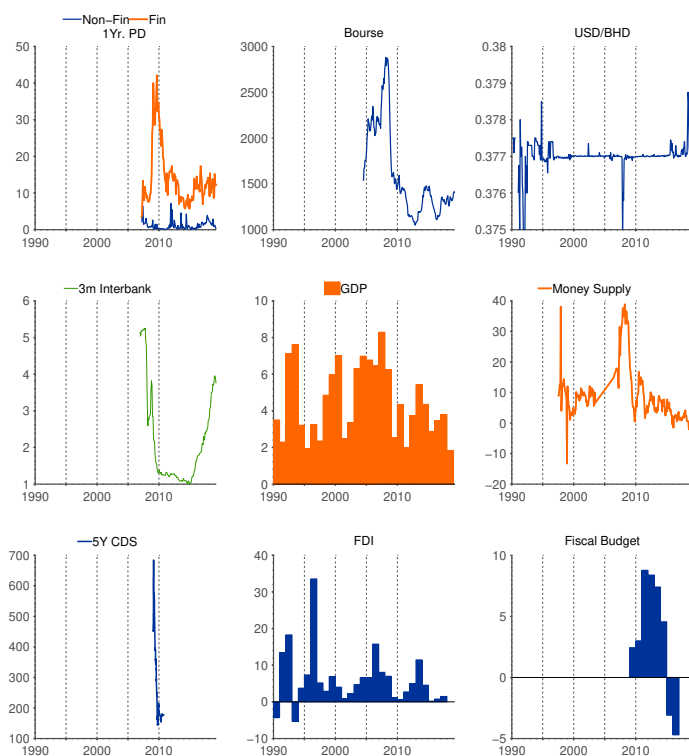 Non-Fin Fin
1Yr. PD
50
40
30
20
10
0
1990 2000 2010
Bourse
3000
2500
2000
1500
1000
1990 2000 2010
USD/BHD
0.38
0.379
0.378
0.377
0.376
0.375
1990 2000 2010
3m Interbank
6
5
4
3
2
1
1990 2000 2010
GDP
10
8
6
4
2
0
1990 2000 2010
Money Supply
40
30
20
10
0
−10
−20
1990 2000 2010
5Y CDS
700
600
500
400
300
200
100
1990 2000 2010
FDI
40
30
20
10
0
−10
1990 2000 2010
Fiscal Budget
10
5
0
−5
1990 2000 2010